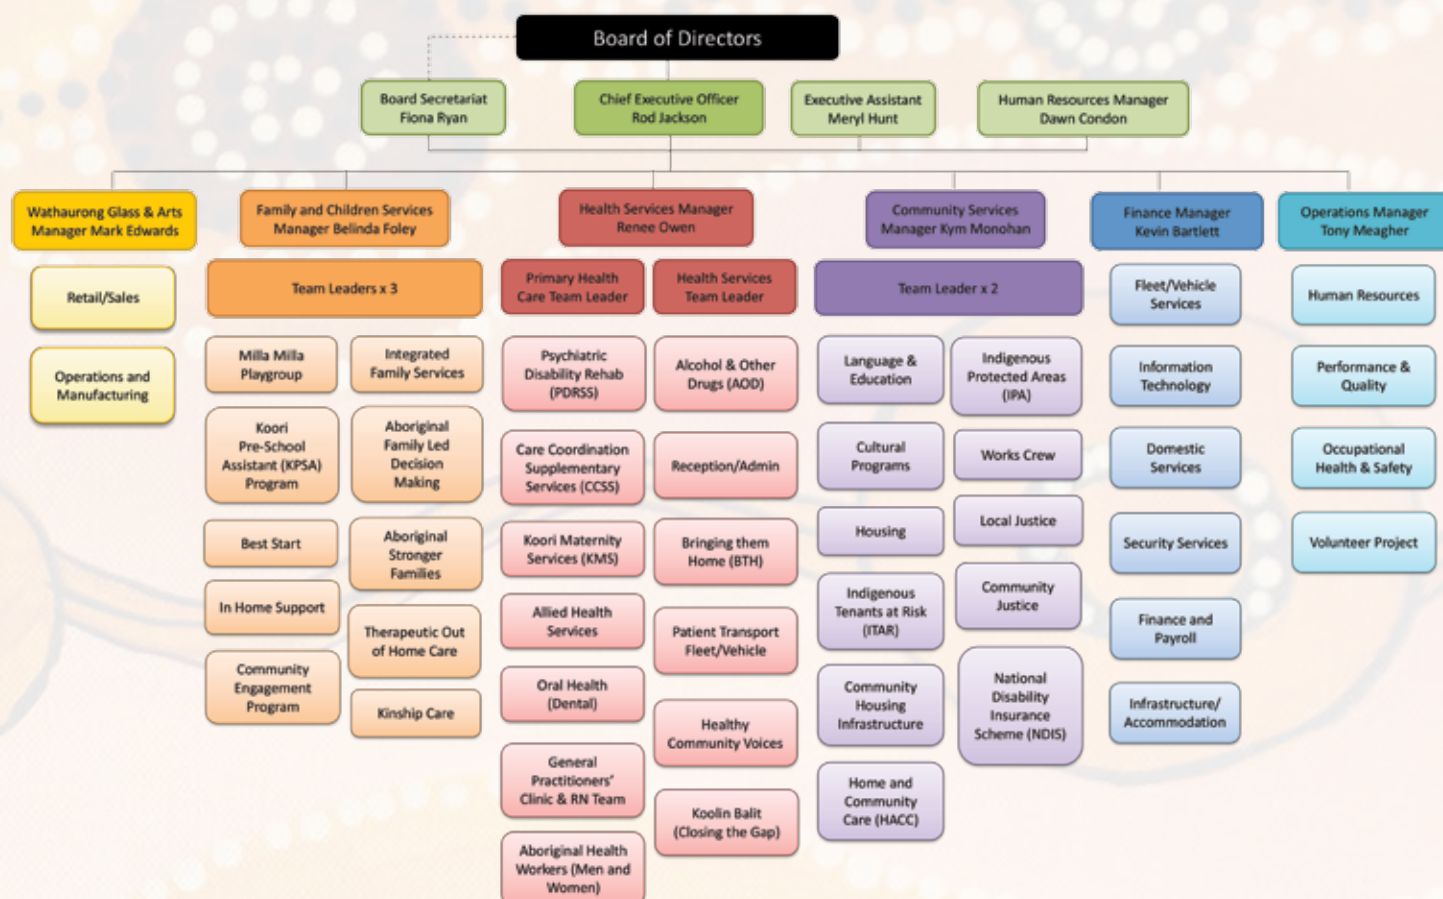 Board of Directors
Board Secretariat
Fiona Ryan
Chief Executive Officer
Rod Jackson
Executive Assistant
Meryl Hunt
Human Resources Manager
Dawn Condon
Wathaurong Glass & Arts
Manager Mark Edwards
Retail/Sales
Operations and
Manufacturing
Family and Children Services
Manager Belinda Foley
Team Leaders x 3
Milla Milla
Playgroup
Koori
Pre-School
Assistant (KPSA)
Program
Best Start
In Home Support
Community
Engagement
Program
Integrated
Family Services
Aboriginal
Family Led
Decision
Making
Aboriginal
Stronger
Families
Therapeutic Out
of Home Care
Kinship Care
Health Services Manager
Renee Owen
Primary Health
Care Team Leader
Psychiatric
Disability Rehab
(PDRSS)
Care Coordination
Supplementary
Services (CCSS)
Koori Maternity
Services (KMS)
Allied Health
Services
Oral Health
(Dental)
General
Practitioners'
Clinic & RN Team
Aboriginal Health
Workers (Men and
Women)
Health Services
Team Leader
Alcohol & Other
Drugs (AOD)
Reception/Admin
Bringing them
Home (BTH)
Patient Transport
Fleet/Vehicle
Healthy
Community Voices
Koolin Balit
(Closing the Gap)
Community Services
Manager Kym Monohan
Team Leader x 2
Language &
Education
Cultural
Programs
Housing
Indigenous
Tenants at Risk
(ITAR)
Community
Housing
Infrastructure
Home and
Community
Care (HACC)
Indigenous
Protected Areas
(IPA)
Works Crew
Local Justice
Community
Justice
National
Disability
Insurance
Scheme (NDIS)
Finance Manager
Kevin Bartlett
Fleet/Vehicle
Services
Information
Technology
Domestic
Services
Security Services
Finance and
Payroll
Infrastructure/
Accommodation
Operations Manager
Tony Meagher
Human Resources
Performance &
Quality
Occupational
Health & Safety
Volunteer Project